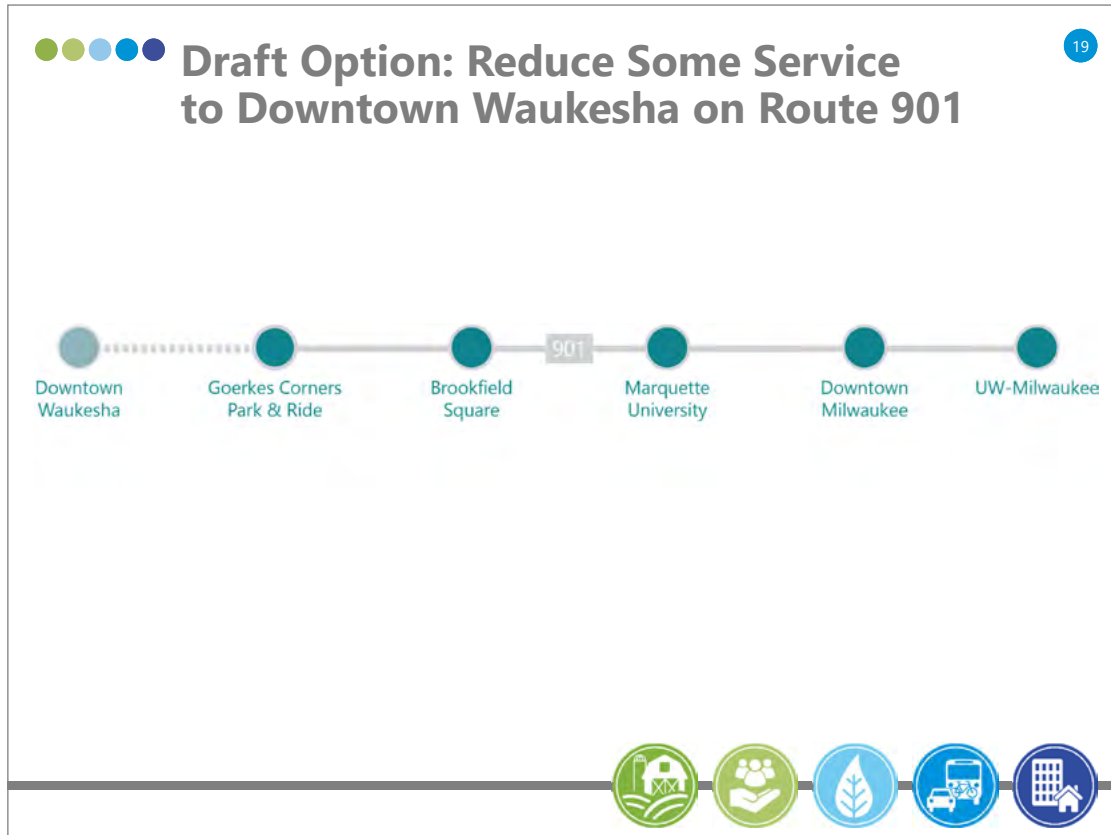 Draft Option: Reduce Some Service
to Downtown Waukesha on Route 901
19
901
Downtown
Waukesha
Goerkes Corners
Park & Ride
Brookfield
Square
Marquette
University
Downtown
Milwaukee
UW-Milwaukee